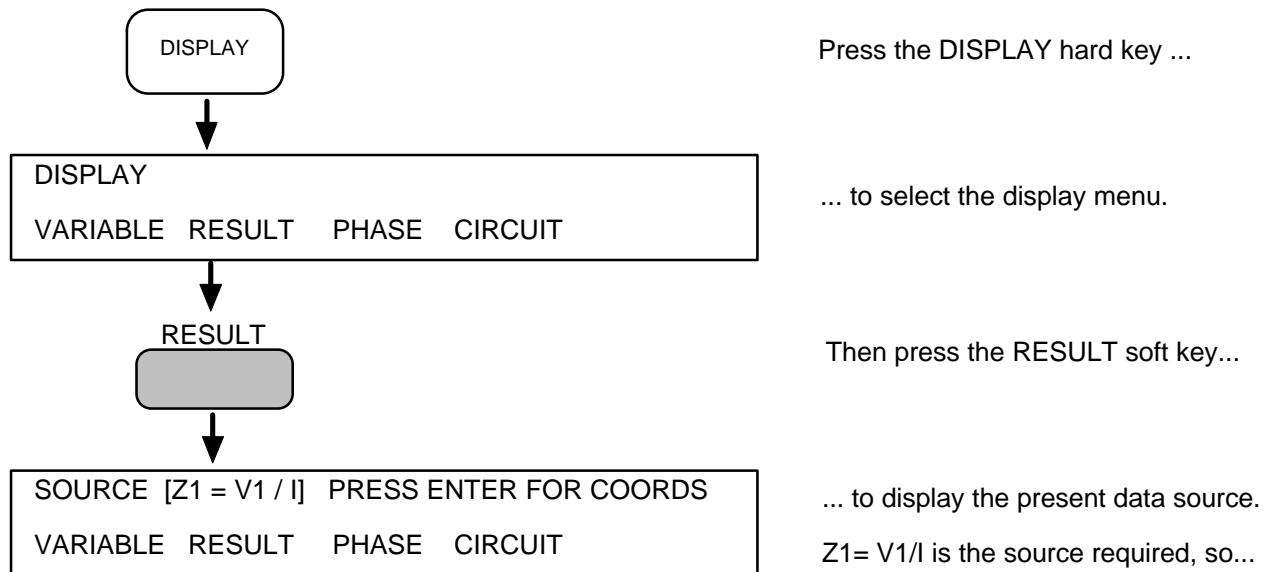 DISPLAY
Press the DISPLAY hard key ...
DISPLAY
VARIABLE RESULT PHASE CIRCUIT
... to select the display menu.
RESULT
Then press the RESULT soft key...
SOURCE [Z1 = V1 / I] PRESS ENTER FOR COORDS
VARIABLE RESULT PHASE CIRCUIT
... to display the present data source.
Z1= V1/I is the source required, so...